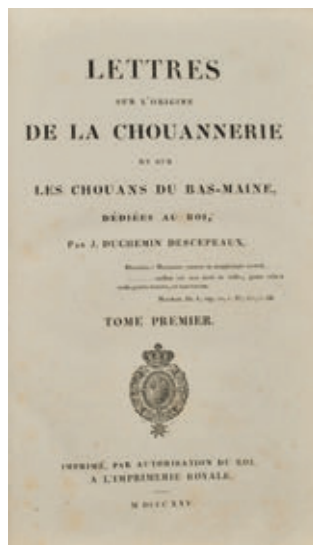 LETTRES
SUR L'ORIGINE
DE LA CHOUANNERIE
ET SUR
LES CHOUANS DU BAS-MAINE,
DÉDIÉES AU ROI,
PAR J. DUCHEMIN DESCEPEAUX.
TOME PREMIER.
IMPRIMÉ, PAR AUTORISATION DU ROI,
A L'IMPRIMERIE ROYALE.
M DCCC XXV.